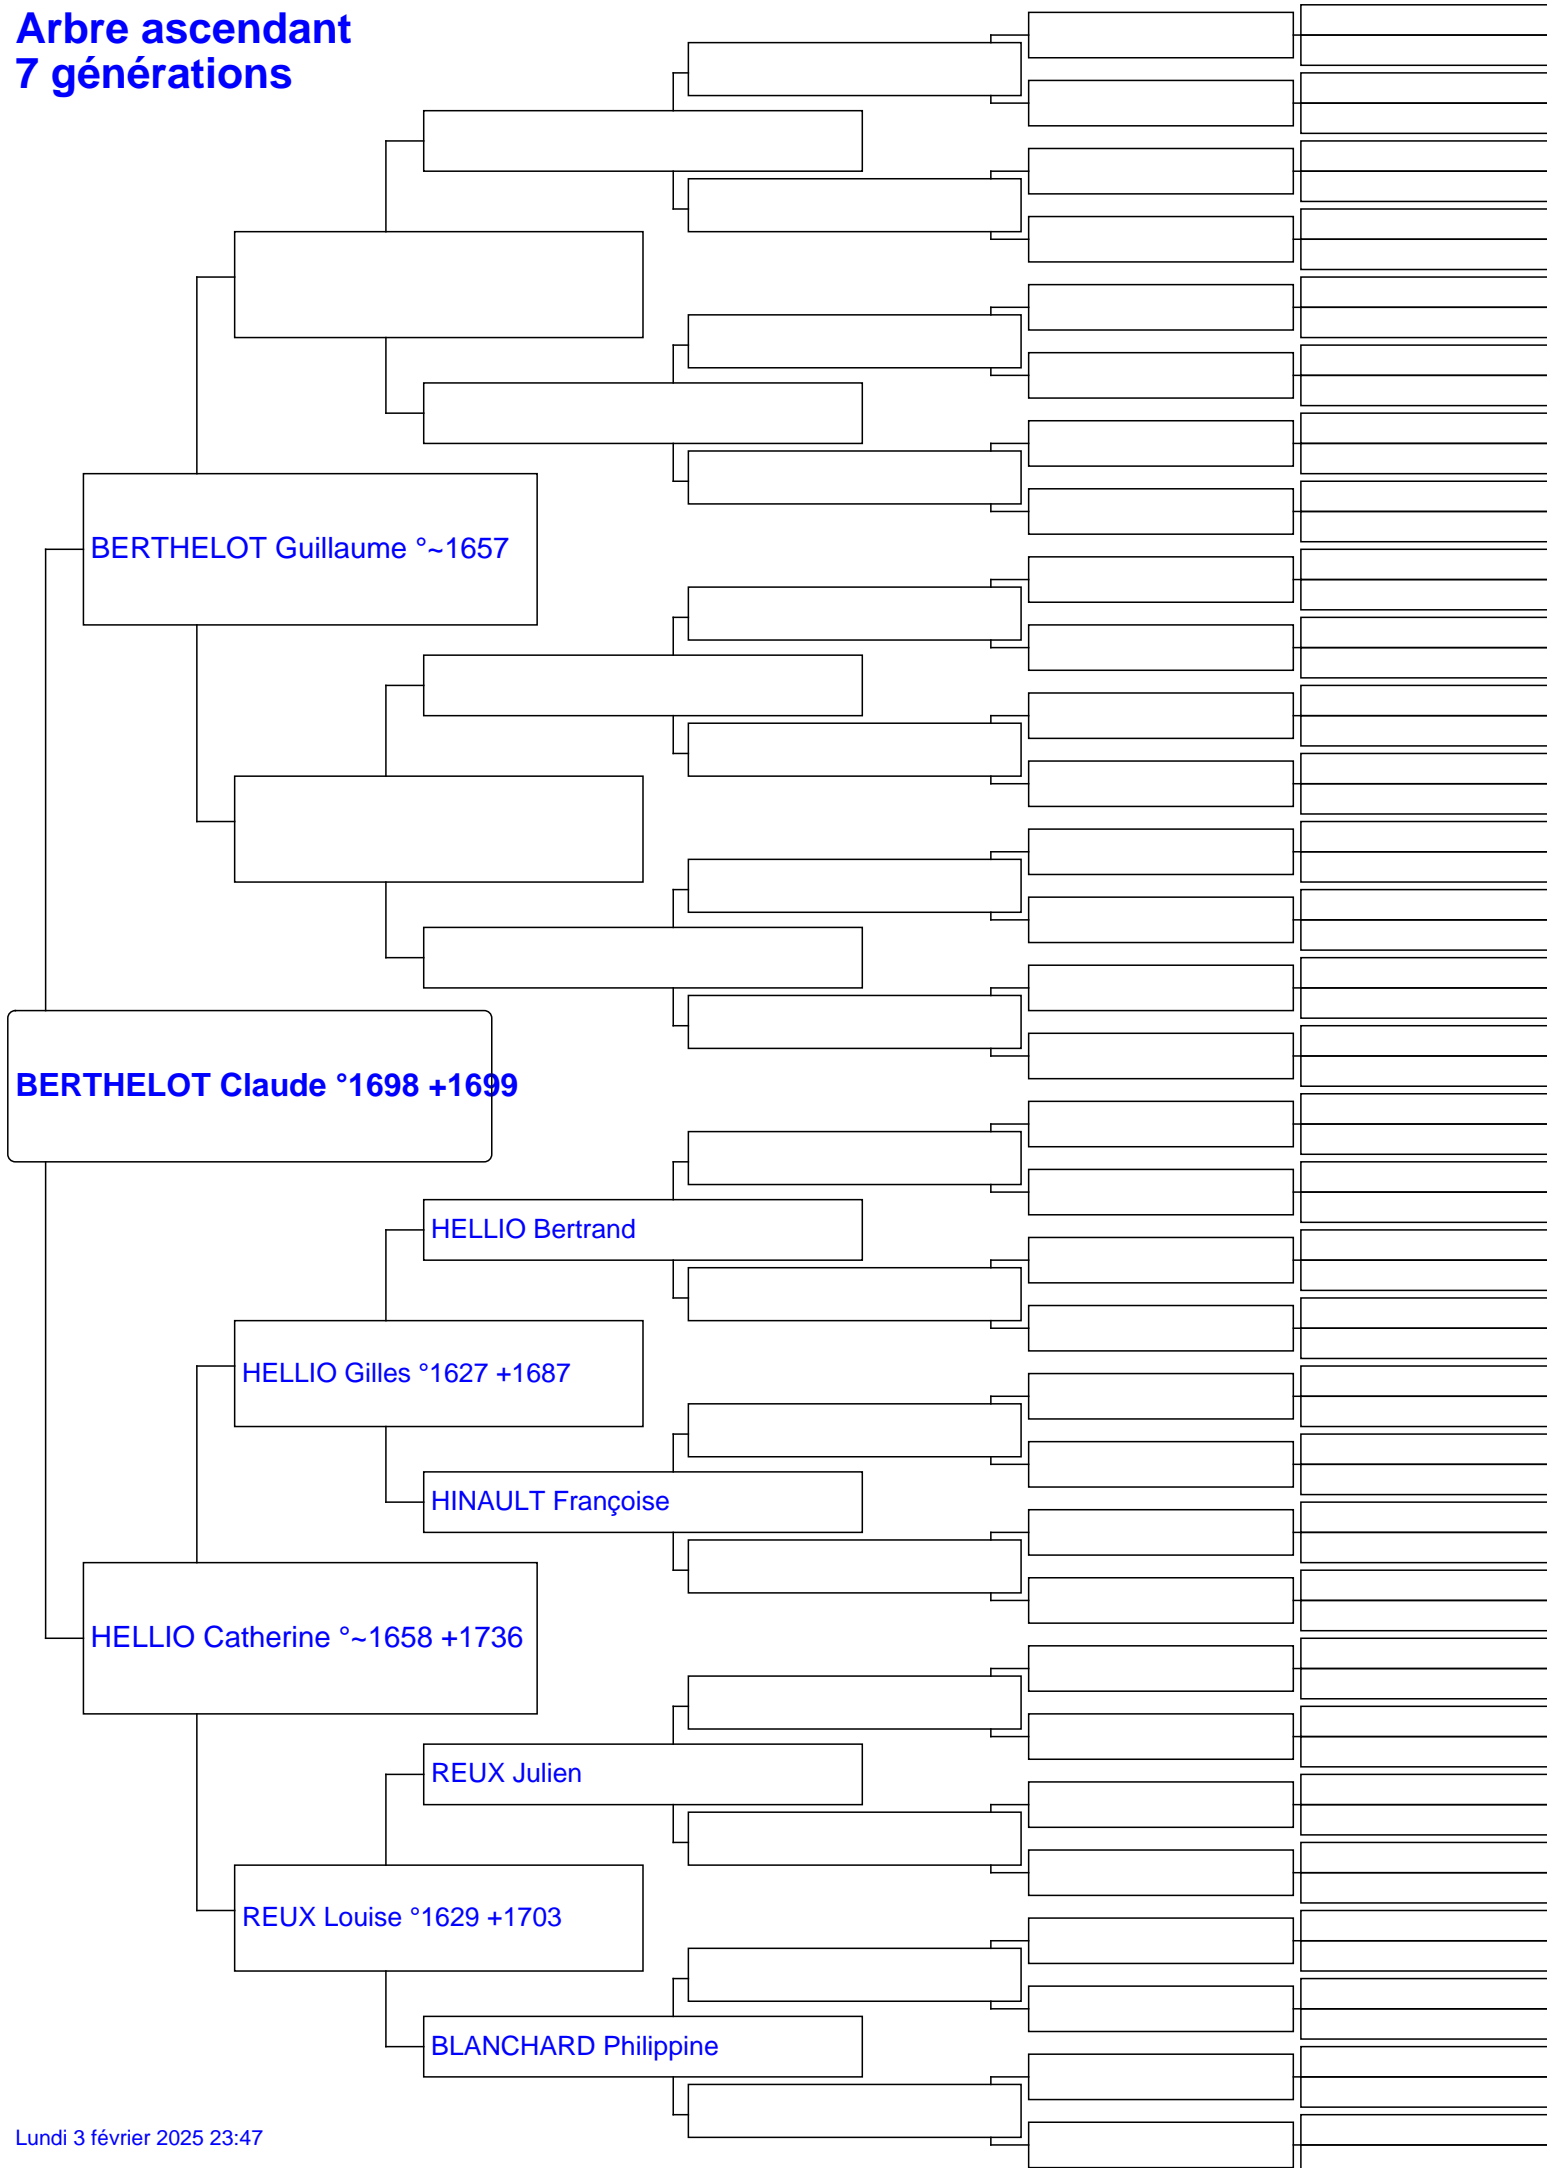 Arbre ascendant
7 générations
BERTHELOT Guillaume °~1657
BERTHELOT Claude °1698 +1699
HELLIO Bertrand
HELLIO Gilles °1627 +1687
HINAULT Françoise
HELLIO Catherine °~1658 +1736
REUX Julien
REUX Louise °1629 +1703
BLANCHARD Philippine
Lundi 3 février 2025 23:47